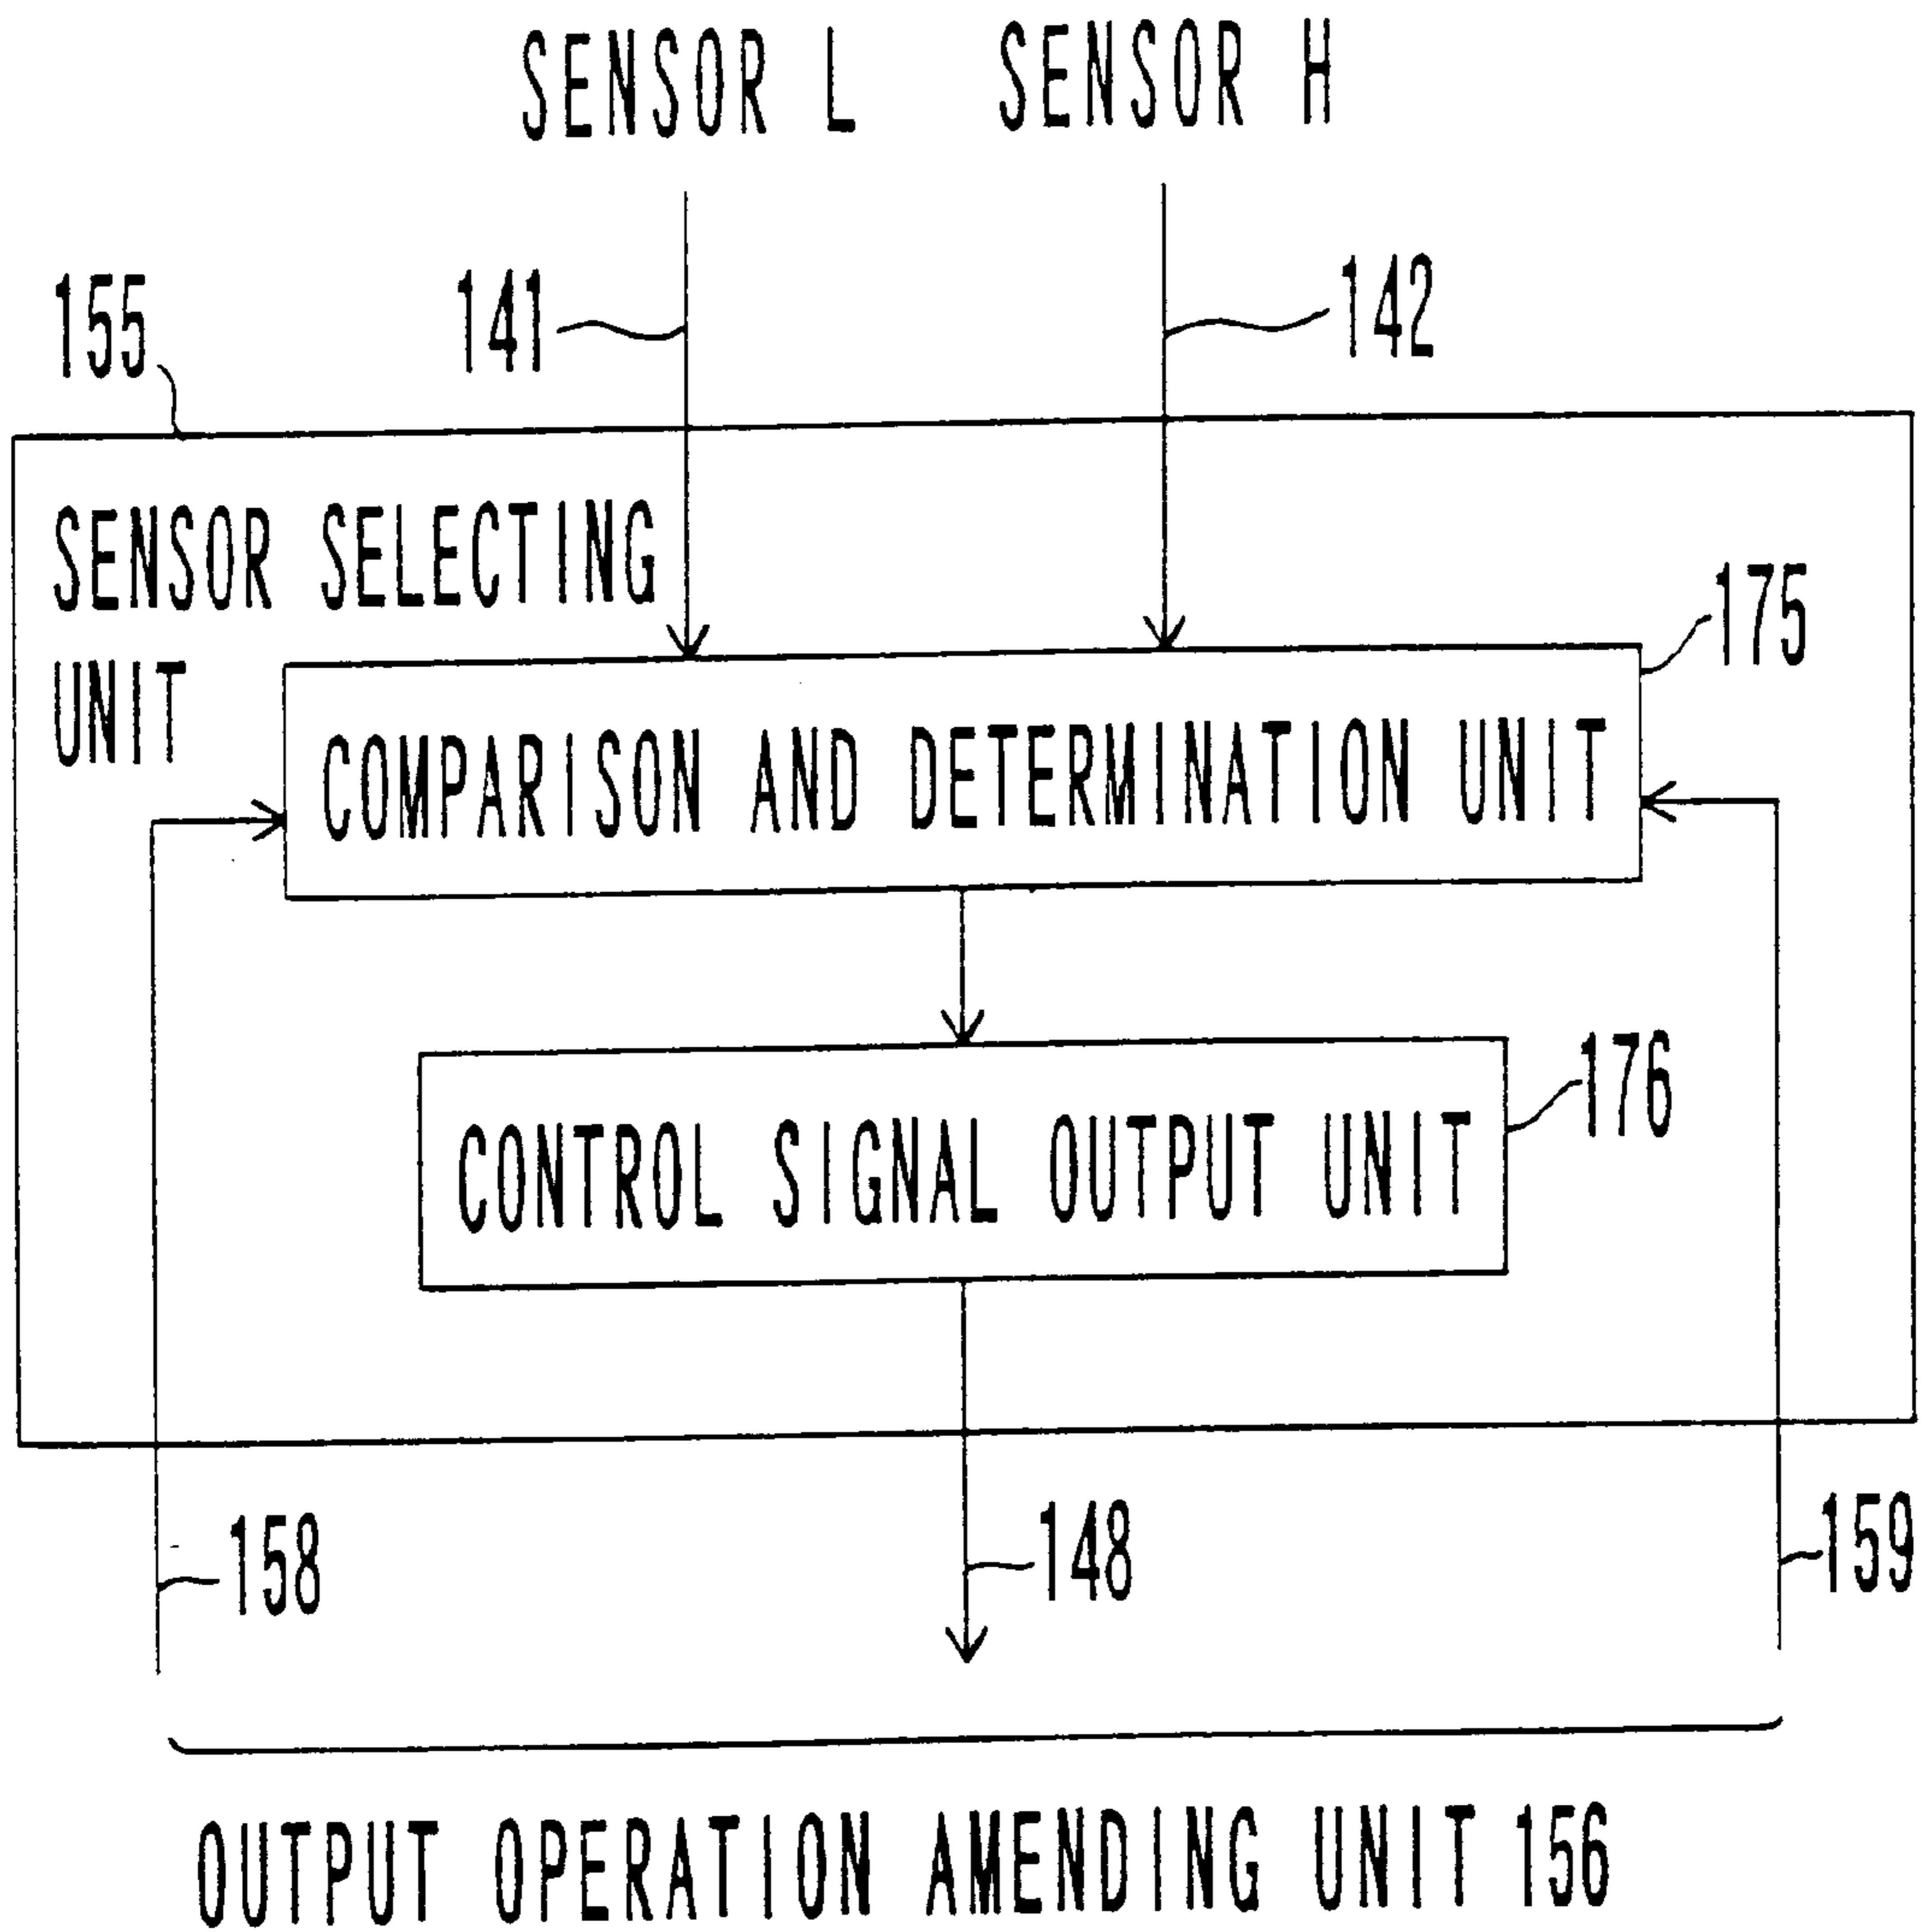 SENSOR L SENSOR H
155 141 142
SENSOR SELECTING
UNIT
175
COMPARISON AND DETERMINATION UNIT
176
CONTROL SIGNAL OUTPUT UNIT
158 148 159
OUTPUT OPERATION AMENDING UNIT 156